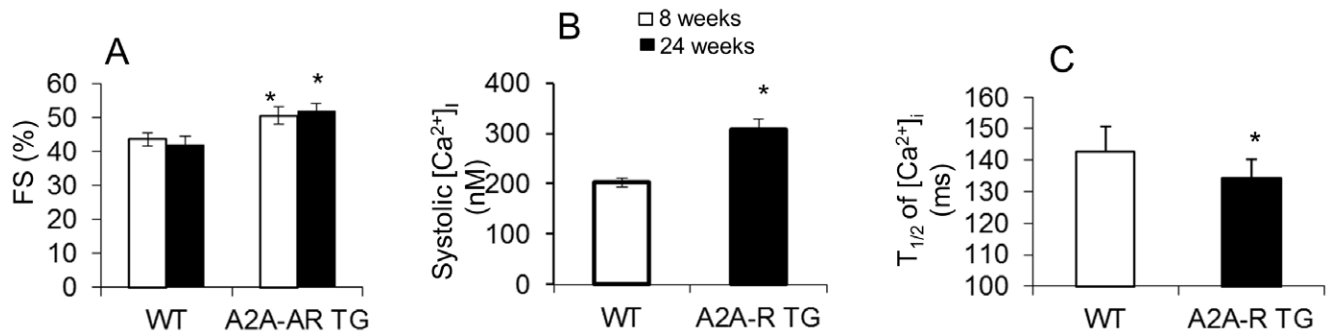 A
FS (%)
60
50
40
30
20
10
0
WT A2A-AR TG
8 weeks
24 weeks
B
Systolic [Ca²⁺]ᵢ
(nM)
400
300
200
100
0
WT A2A-R TG
*
*
*
C
T₁/₂ of [Ca²⁺]ᵢ
(ms)
160
150
140
130
120
110
100
WT A2A-R TG
*